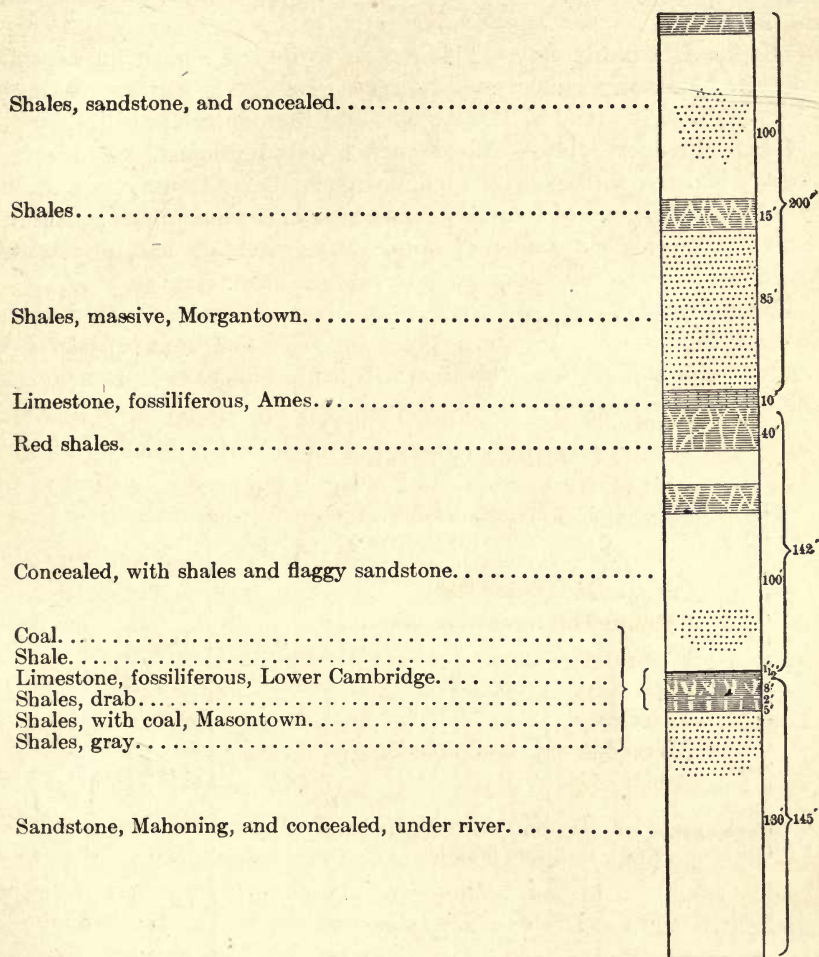 Shales, sandstone, and concealed.
100′
Shales
15′
200″
85′
Shales, massive, Morgantown
Limestone, fossiliferous, Ames
10′
Red shales
40′
142″
Concealed, with shales and flaggy sandstone
100′
Coal
Shale
Limestone, fossiliferous, Lower Cambridge
Shales, drab
Shales, with coal, Masontown
Shales, gray
8′
2′
5′
Sandstone, Mahoning, and concealed, under river
130′
145′